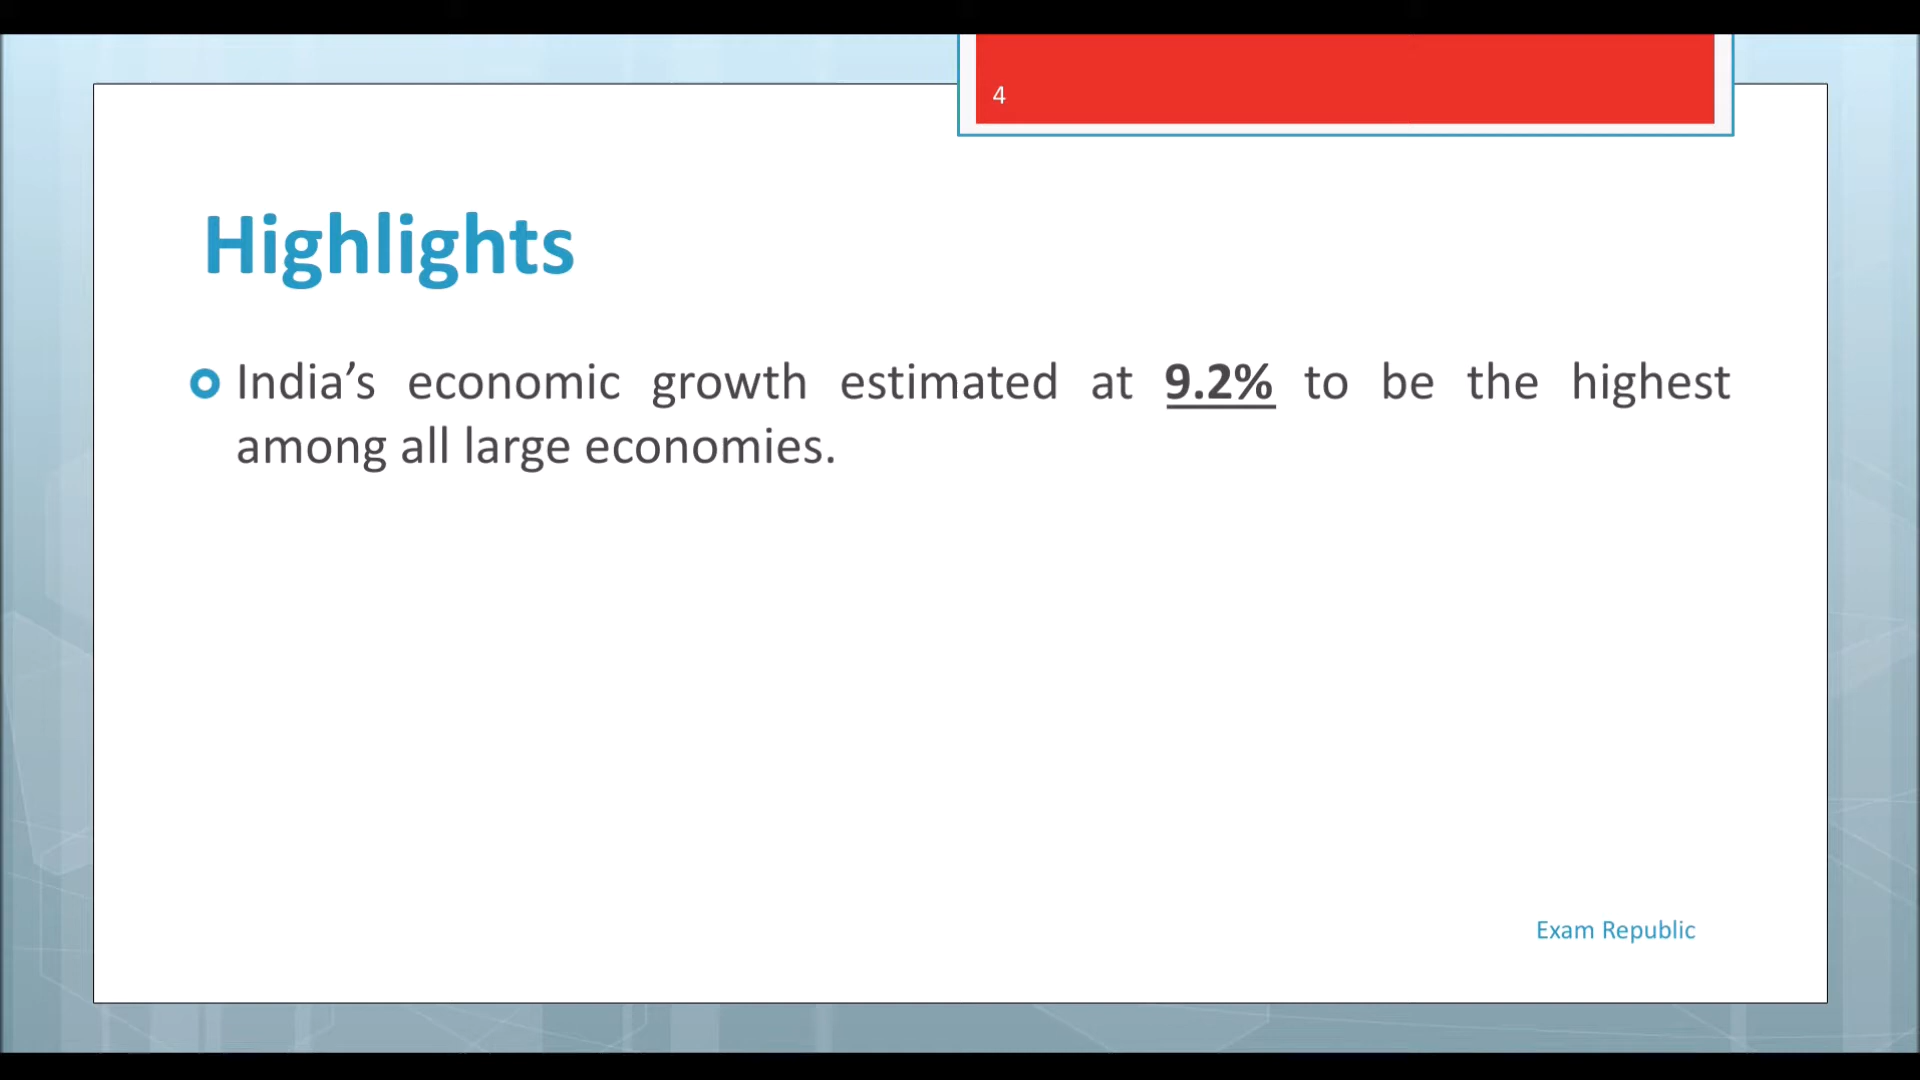 4
Highlights
India’s economic growth estimated at 9.2% to be the highest
among all large economies.
Exam Republic